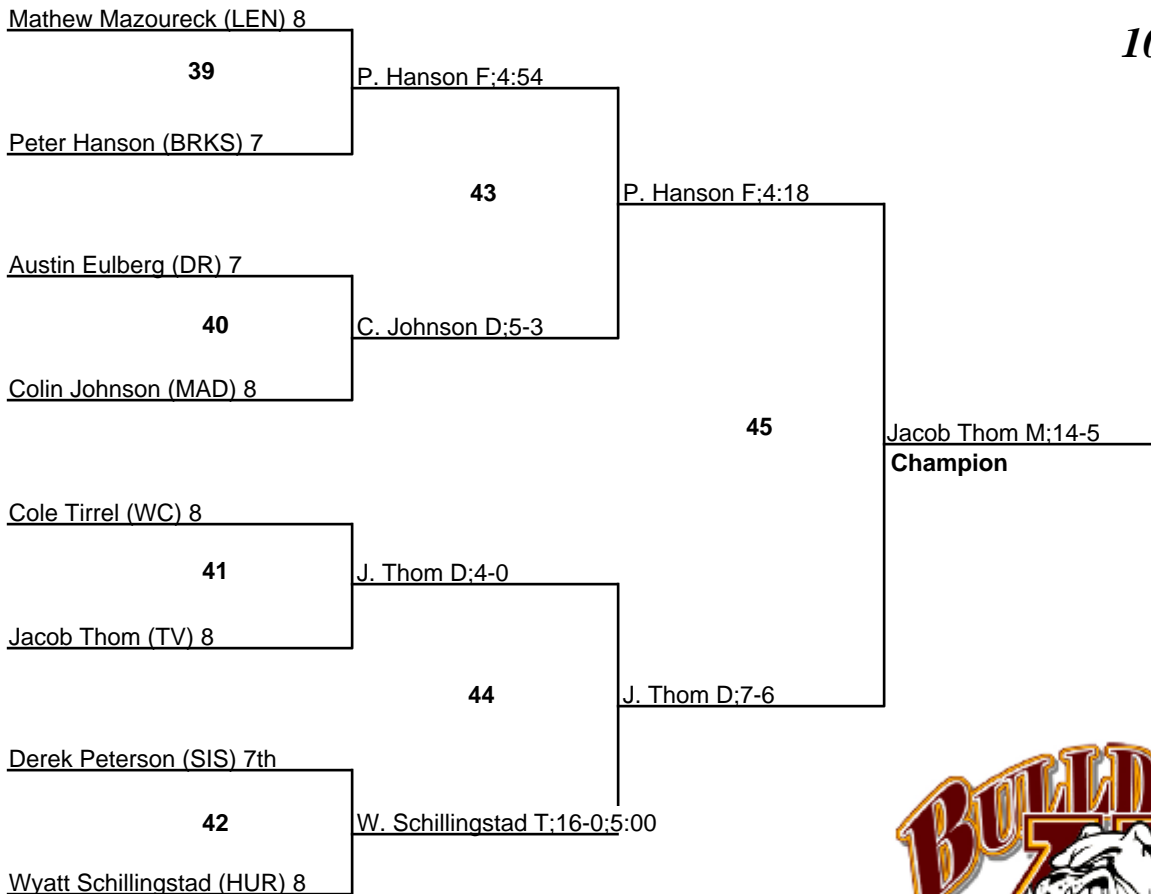 Mathew Mazoureck (LEN) 8
10
39
P. Hanson F;4:54
Peter Hanson (BRKS) 7
43
P. Hanson F;4:18
Austin Eulberg (DR) 7
40
C. Johnson D;5-3
Colin Johnson (MAD) 8
45
Jacob Thom M;14-5
Champion
Cole Tirrel (WC) 8
41
J. Thom D;4-0
Jacob Thom (TV) 8
44
J. Thom D;7-6
Derek Peterson (SIS) 7th
42
W. Schillingstad T;16-0;5:00
Wyatt Schillingstad (HUR) 8